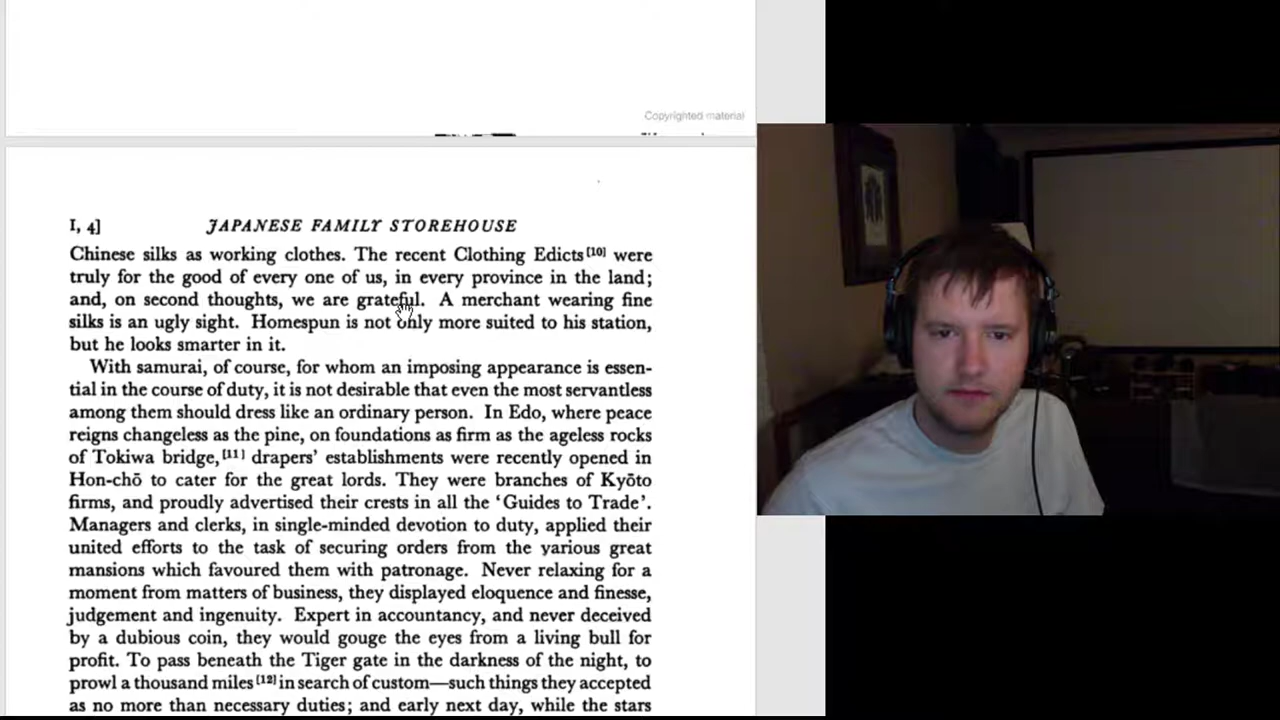 Copyrighted material
I, 4] JAPANESE FAMILY STOREHOUSE
Chinese silks as working clothes. The recent Clothing Edicts[10] were
truly for the good of every one of us, in every province in the land;
and, on second thoughts, we are grateful. A merchant wearing fine
silks is an ugly sight. Homespun is not only more suited to his station,
but he looks smarter in it.
With samurai, of course, for whom an imposing appearance is essen-
tial in the course of duty, it is not desirable that even the most servantless
among them should dress like an ordinary person. In Edo, where peace
reigns changeless as the pine, on foundations as firm as the ageless rocks
of Tokiwa bridge,[11] drapers' establishments were recently opened in
Hon-chō to cater for the great lords. They were branches of Kyōto
firms, and proudly advertised their crests in all the 'Guides to Trade'.
Managers and clerks, in single-minded devotion to duty, applied their
united efforts to the task of securing orders from the various great
mansions which favoured them with patronage. Never relaxing for a
moment from matters of business, they displayed eloquence and finesse,
judgement and ingenuity. Expert in accountancy, and never deceived
by a dubious coin, they would gouge the eyes from a living bull for
profit. To pass beneath the Tiger gate in the darkness of the night, to
prowl a thousand miles[12] in search of custom—such things they accepted
as no more than necessary duties; and early next day, while the stars